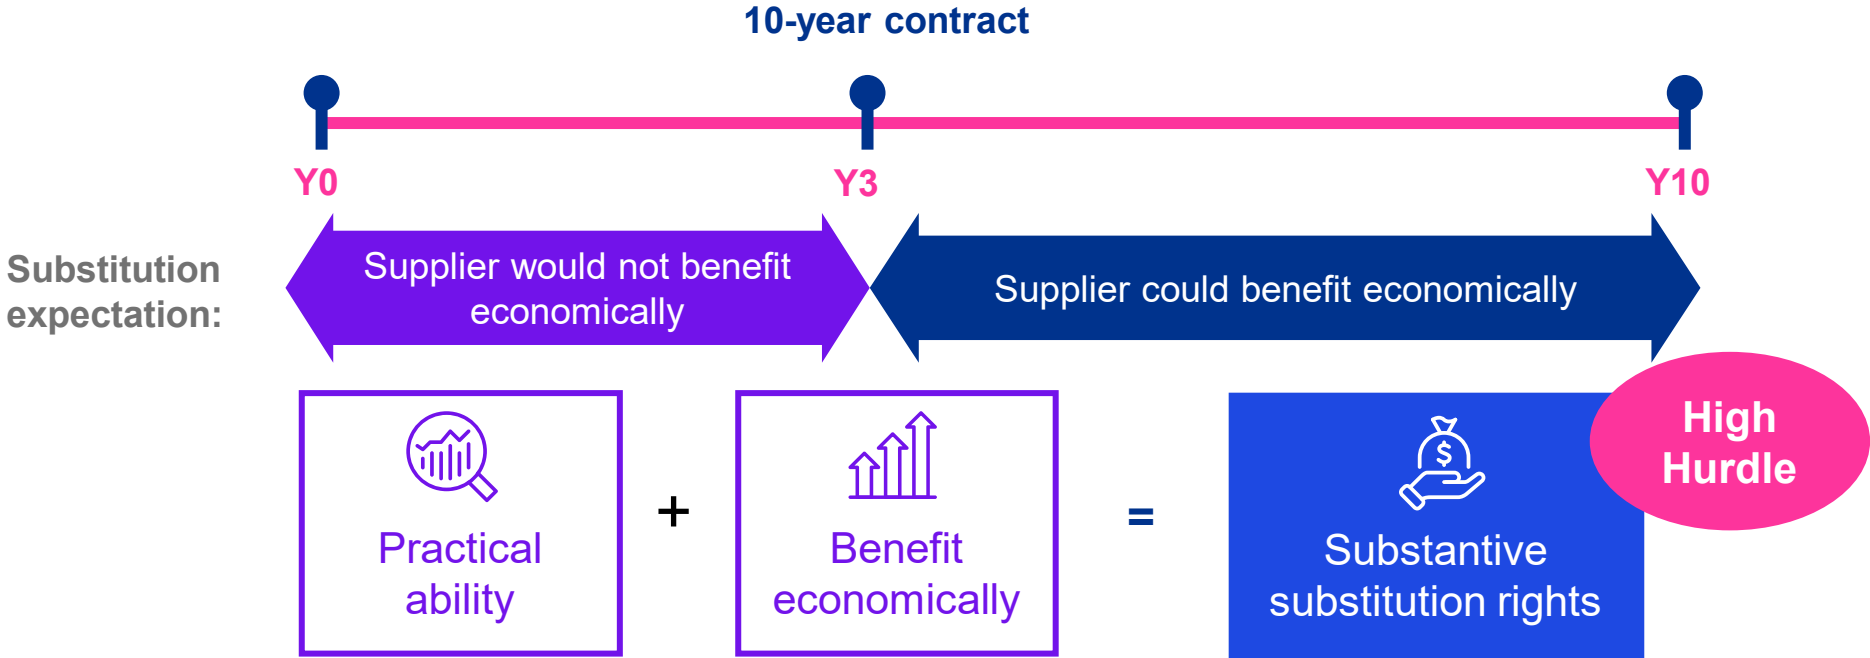 10-year contract
Y0
Y3
Y10
Substitution
expectation:
Supplier would not benefit
economically
Supplier could benefit economically
Practical
ability
+
Benefit
economically
=
$
Substantive
substitution rights
High
Hurdle